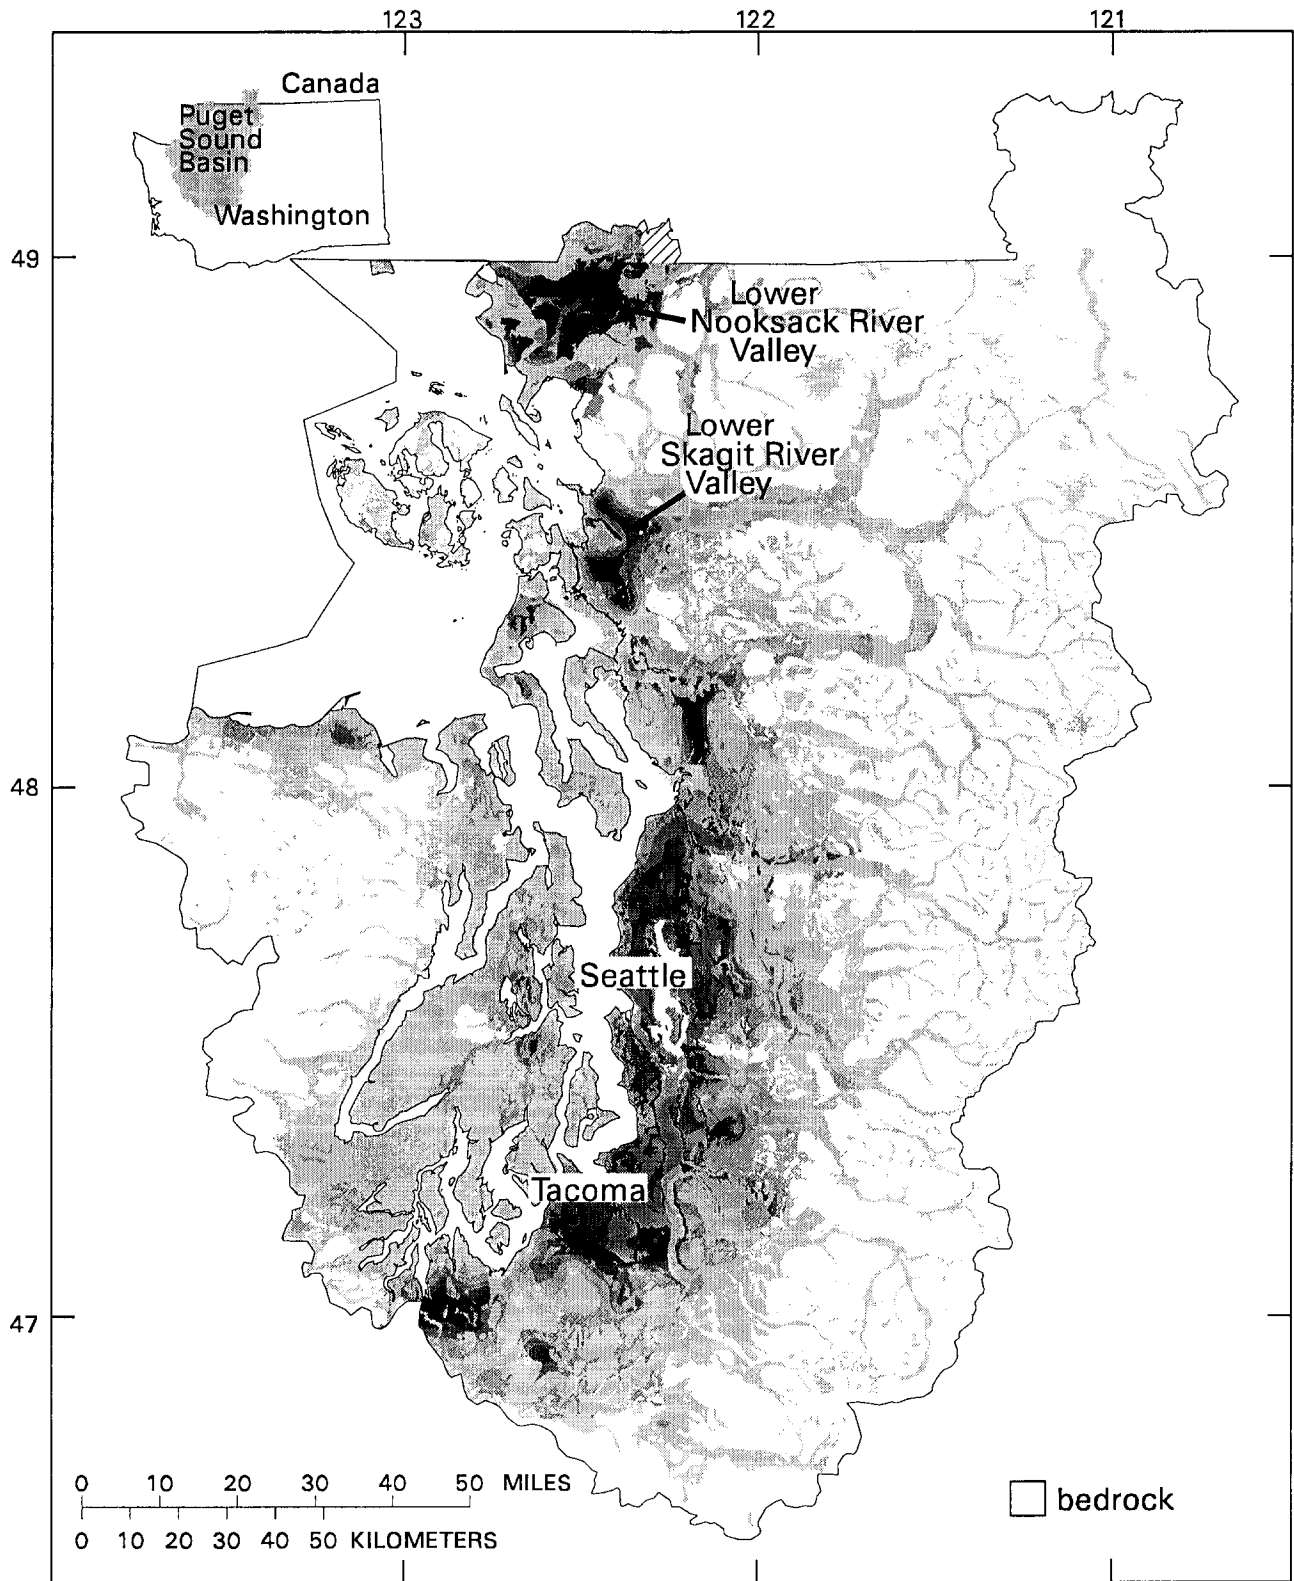 123 122 121
Canada
Puget
Sound
Basin
Washington
49
Lower
Nooksack River
Valley
Lower
Skagit River
Valley
48
Seattle
Tacoma
47
0 10 20 30 40 50 MILES
0 10 20 30 40 50 KILOMETERS
bedrock